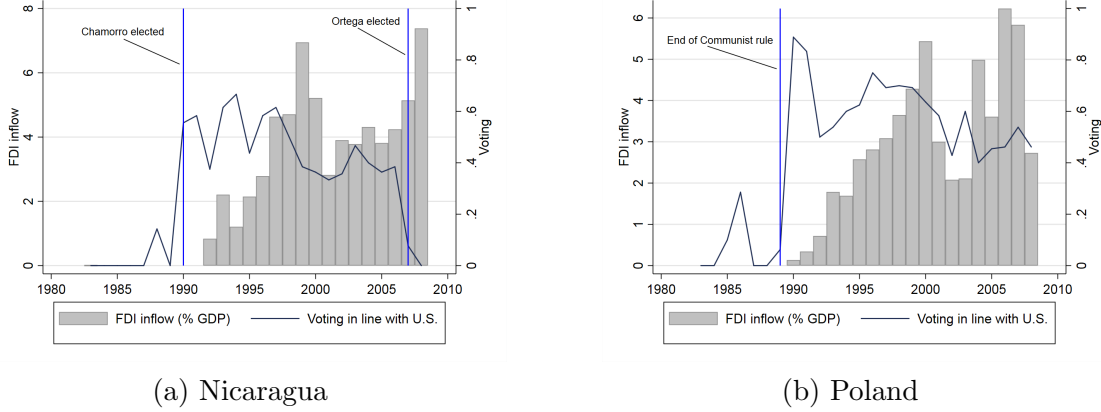 FDI inflow
0 2 4 6 8
Chamorro elected
Ortega elected
0 .2 .4 .6 .8 1
Voting
1980 1985 1990 1995 2000 2005 2010
FDI inflow (% GDP) Voting in line with U.S.
(a) Nicaragua
FDI inflow
0 1 2 3 4 5 6
End of Communist rule
0 .2 .4 .6 .8 1
Voting
1980 1985 1990 1995 2000 2005 2010
FDI inflow (% GDP) Voting in line with U.S.
(b) Poland